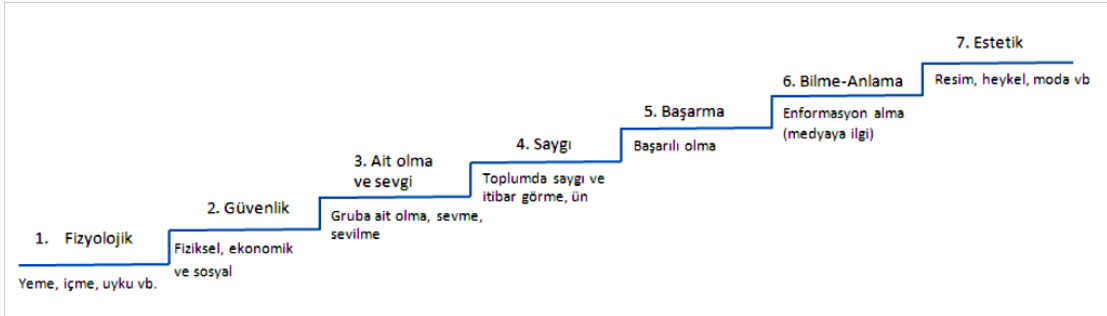 1. Fizyolojik
Yeme, içme, uyku vb.
2. Güvenlik
Fiziksel, ekonomik
ve sosyal
3. Ait olma
ve sevgi
Gruba ait olma, sevme,
sevilme
4. Saygı
Toplumda saygı ve
itibar görme, ün
5. Başarma
Başarılı olma
6. Bilme-Anlama
Enformasyon alma
(medyaya ilgi)
7. Estetik
Resim, heykel, moda vb